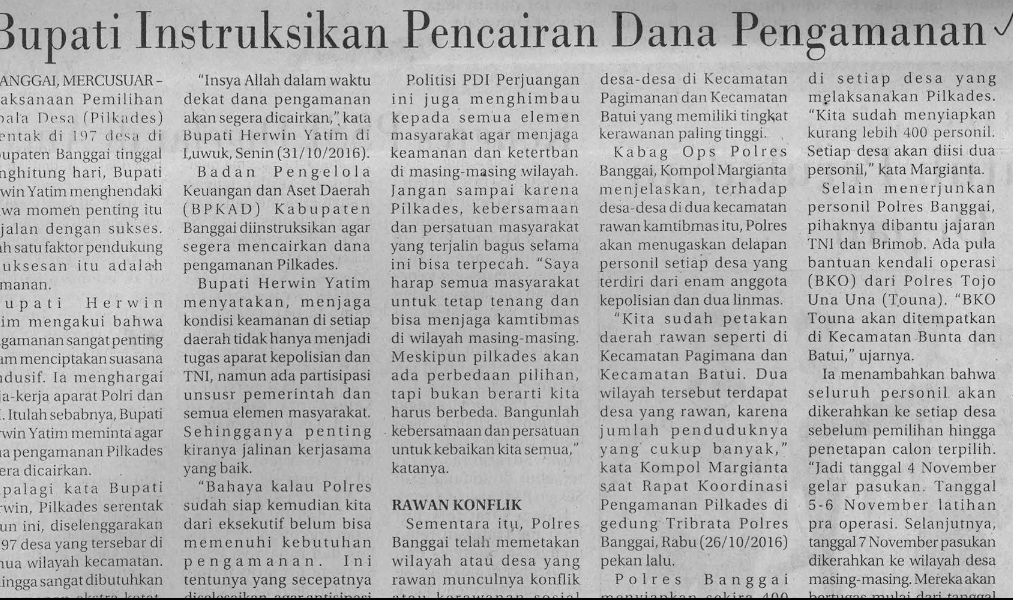 Bupati Instruksikan Pencairan Dana Pengamanan
ANGGAI, MERCUSUAR –
aksanaan Pemilihan
pala Desa (Pilkades)
entak di 197 desa di
upaten Banggai tinggal
nghitung hari, Bupati
rwin Yatim menghendaki
wa momen penting itu
jalan dengan sukses.
ah satu faktor pendukung
uksesan itu adalah
manan.
upati Herwin
im mengakui bahwa
gamanan sangat penting
am menciptakan suasana
ndusif. Ia menghargai
ja-kerja aparat Polri dan
I. Itulah sebabnya, Bupati
rwin Yatim meminta agar
na pengamanan Pilkades
era dicairkan.
palagi kata Bupati
rwin, Pilkades serentak
un ini, diselenggarakan
97 desa yang tersebar di
nua wilayah kecamatan.
ingga sangat dibutuhkan
"Insya Allah dalam waktu
dekat dana pengamanan
akan segera dicairkan," kata
Bupati Herwin Yatim di
Luwuk, Senin (31/10/2016).
Badan Pengelola
Keuangan dan Aset Daerah
(BPKAD) Kabupaten
Banggai diinstruksikan agar
segera mencairkan dana
pengamanan Pilkades.
Bupati Herwin Yatim
menyatakan, menjaga
kondisi keamanan di setiap
daerah tidak hanya menjadi
tugas aparat kepolisian dan
TNI, namun ada partisipasi
unsusr pemerintah dan
semua elemen masyarakat.
Sehingganya penting
kiranya jalinan kerjasama
yang baik.
"Bahaya kalau Polres
sudah siap kemudian kita
dari eksekutif belum bisa
memenuhi kebutuhan
pengamanan. Ini
tentunya yang secepatnya
Politisi PDI Perjuangan
ini juga menghimbau
kepada semua elemen
masyarakat agar menjaga
keamanan dan ketertban
di masing-masing wilayah.
Jangan sampai karena
Pilkades, kebersamaan
dan persatuan masyarakat
yang terjalin bagus selama
ini bisa terpecah. "Saya
harap semua masyarakat
untuk tetap tenang dan
bisa menjaga kamtibmas
di wilayah masing-masing.
Meskipun pilkades akan
ada perbedaan pilihan,
tapi bukan berarti kita
harus berbeda. Bangunlah
kebersamaan dan persatuan
untuk kebaikan kita semua,"
katanya.
RAWAN KONFLIK
Sementara itu, Polres
Banggai telah memetakan
wilayah atau desa yang
rawan munculnya konflik
atau kerawanan sosial
desa-desa di Kecamatan
Pagimanan dan Kecamatan
Batui yang memiliki tingkat
kerawanan paling tinggi.
Kabag Ops Polres
Banggai, Kompol Margianta
menjelaskan, terhadap
desa-desa di dua kecamatan
rawan kamtibmas itu, Polres
akan menugaskan delapan
personil setiap desa yang
terdiri dari enam anggota
kepolisian dan dua linmas.
"Kita sudah petakan
daerah rawan seperti di
Kecamatan Pagimana dan
Kecamatan Batui. Dua
wilayah tersebut terdapat
desa yang rawan, karena
jumlah penduduknya
yang cukup banyak,"
kata Kompol Margianta
saat Rapat Koordinasi
Pengamanan Pilkades di
gedung Tribrata Polres
Banggai, Rabu (26/10/2016)
pekan lalu.
Polres Banggai
menyiapkan sekira 400
di setiap desa yang
melaksanakan Pilkades.
"Kita sudah menyiapkan
kurang lebih 400 personil.
Setiap desa akan diisi dua
personil," kata Margianta.
Selain menerjunkan
personil Polres Banggai,
pihaknya dibantu jajaran
TNI dan Brimob. Ada pula
bantuan kendali operasi
(BKO) dari Polres Tojo
Una Una (Touna). "BKO
Touna akan ditempatkan
di Kecamatan Bunta dan
Batui," ujarnya.
Ia menambahkan bahwa
seluruh personil akan
dikerahkan ke setiap desa
sebelum pemilihan hingga
penetapan calon terpilih.
"Jadi tanggal 4 November
gelar pasukan. Tanggal
5-6 November latihan
pra operasi. Selanjutnya,
tanggal 7 November pasukan
dikerahkan ke wilayah desa
masing-masing. Mereka akan
bertugas mulai dari tanggal